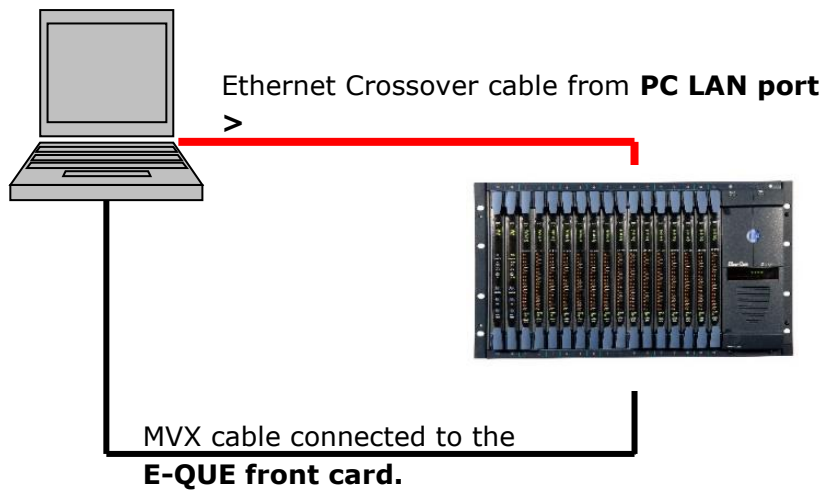 Ethernet Crossover cable from PC LAN port
>
MVX cable connected to the
E-QUE front card.